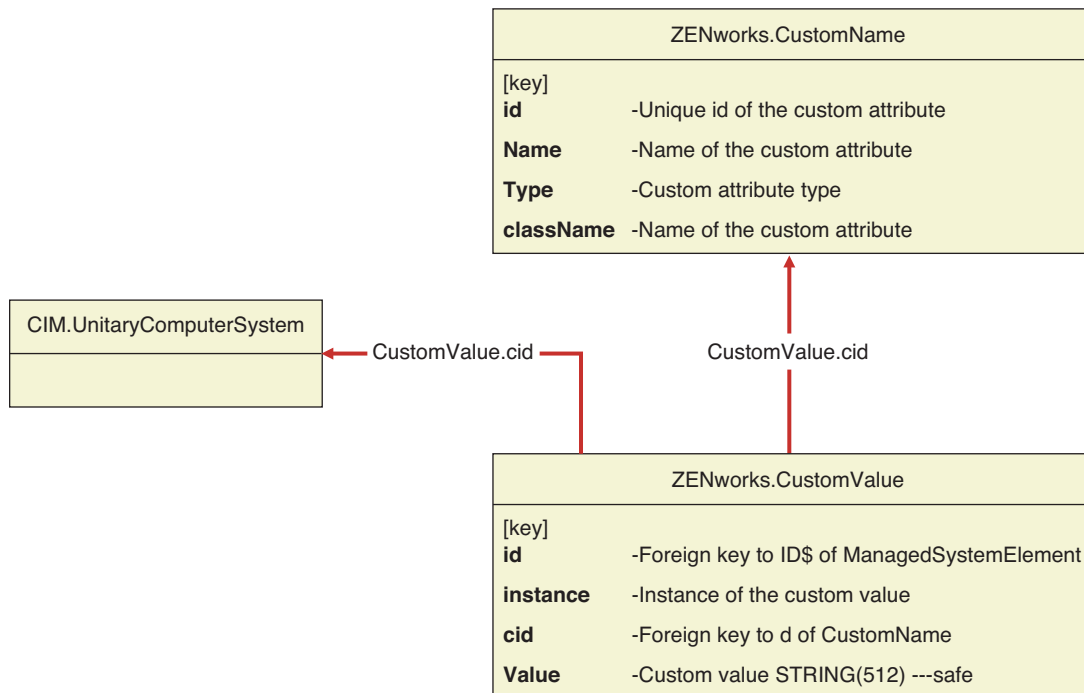 ZENworks.CustomName
[key]
id -Unique id of the custom attribute
Name -Name of the custom attribute
Type -Custom attribute type
className -Name of the custom attribute
CIM.UnitaryComputerSystem
CustomValue.cid
CustomValue.cid
ZENworks.CustomValue
[key]
id -Foreign key to ID$ of ManagedSystemElement
instance -Instance of the custom value
cid -Foreign key to d of CustomName
Value -Custom value STRING(512) ---safe